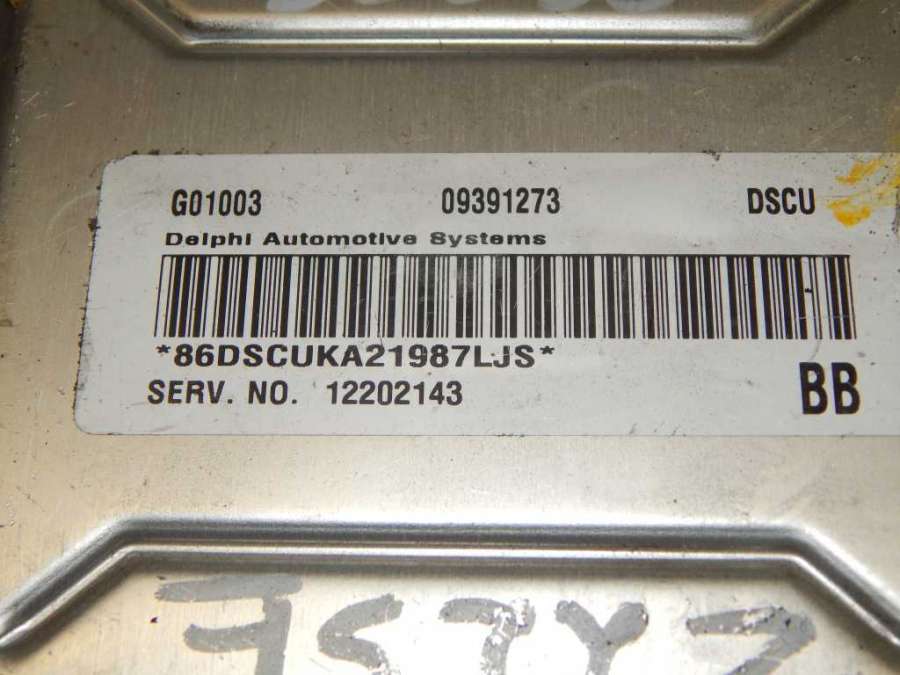 G01003 09391273 DSCU
Delphi Automotive Systems
*86DSCUKA21987LJS*
SERV. NO. 12202143 BB